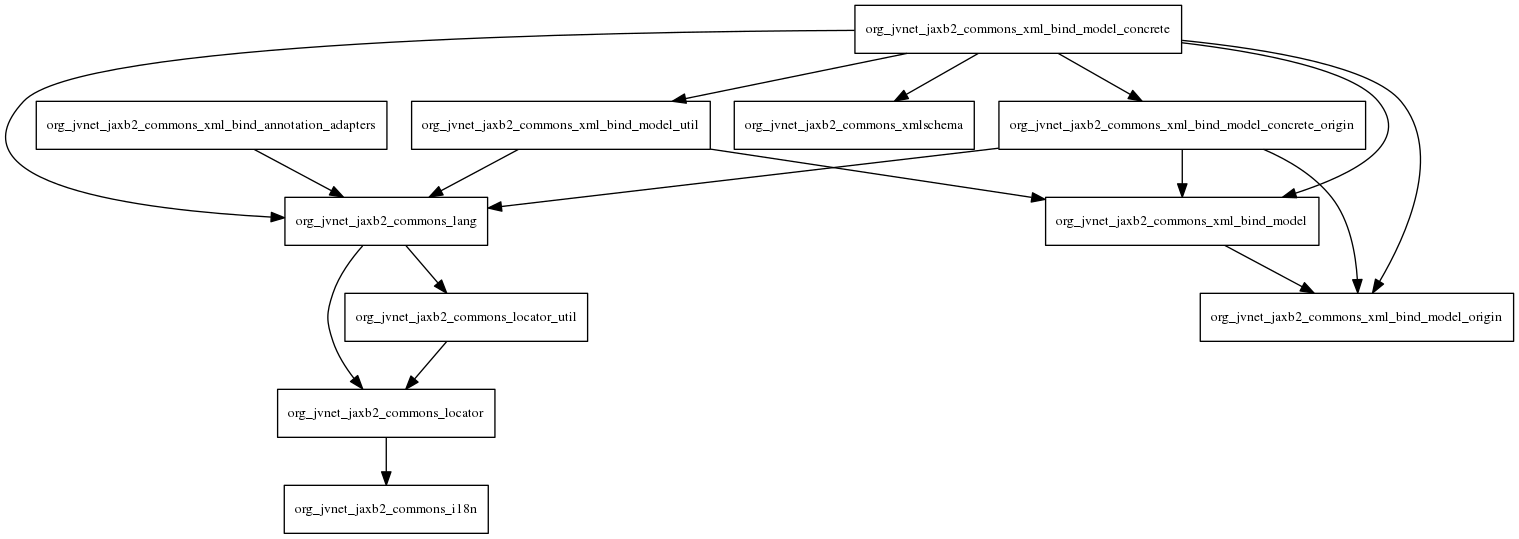 org_jvnet_jaxb2_commons_xml_bind_model_concrete
org_jvnet_jaxb2_commons_xml_bind_annotation_adapters
org_jvnet_jaxb2_commons_xml_bind_model_util
org_jvnet_jaxb2_commons_xmlschema
org_jvnet_jaxb2_commons_xml_bind_model_concrete_origin
org_jvnet_jaxb2_commons_lang
org_jvnet_jaxb2_commons_xml_bind_model
org_jvnet_jaxb2_commons_locator_util
org_jvnet_jaxb2_commons_xml_bind_model_origin
org_jvnet_jaxb2_commons_locator
org_jvnet_jaxb2_commons_i18n